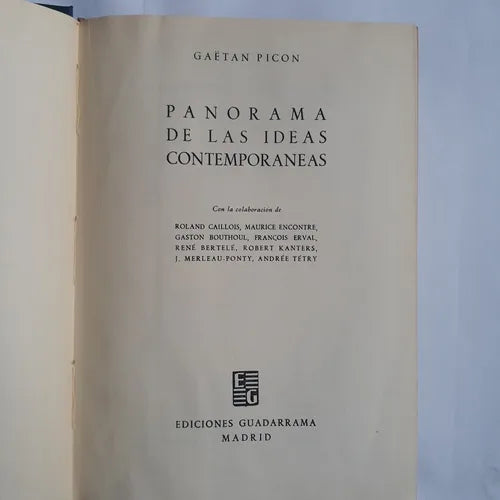 GAËTAN PICON
PANORAMA
DE LAS IDEAS
CONTEMPORANEAS
Con la colaboración de
ROLAND CAILLOIS, MAURICE ENCONTRE,
GASTON BOUTHOUL, FRANÇOIS ERVAL,
RENÉ BERTELÉ, ROBERT KANTERS,
J. MERLEAU-PONTY, ANDRÉE TÉTRY
E
G
EDICIONES GUADARRAMA
MADRID